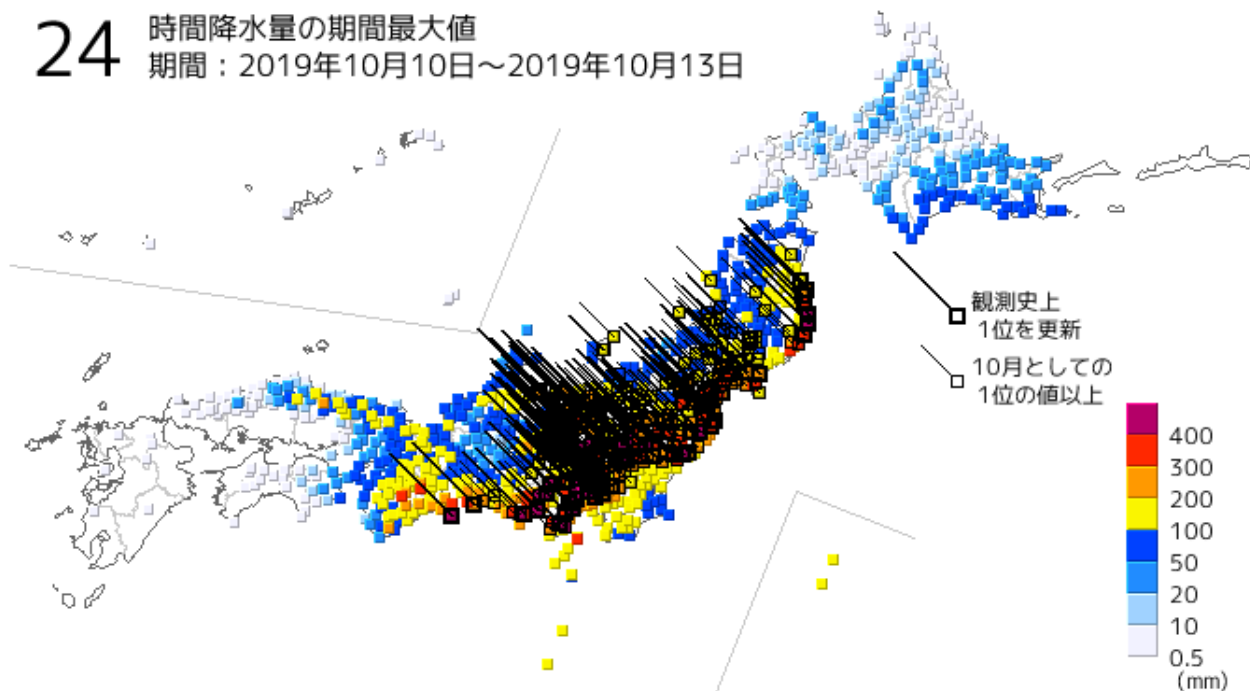 24 時間降水量の期間最大値
期間：2019年10月10日～2019年10月13日
観測史上
1位を更新
10月としての
1位の値以上
400
300
200
100
50
20
10
0.5
(mm)